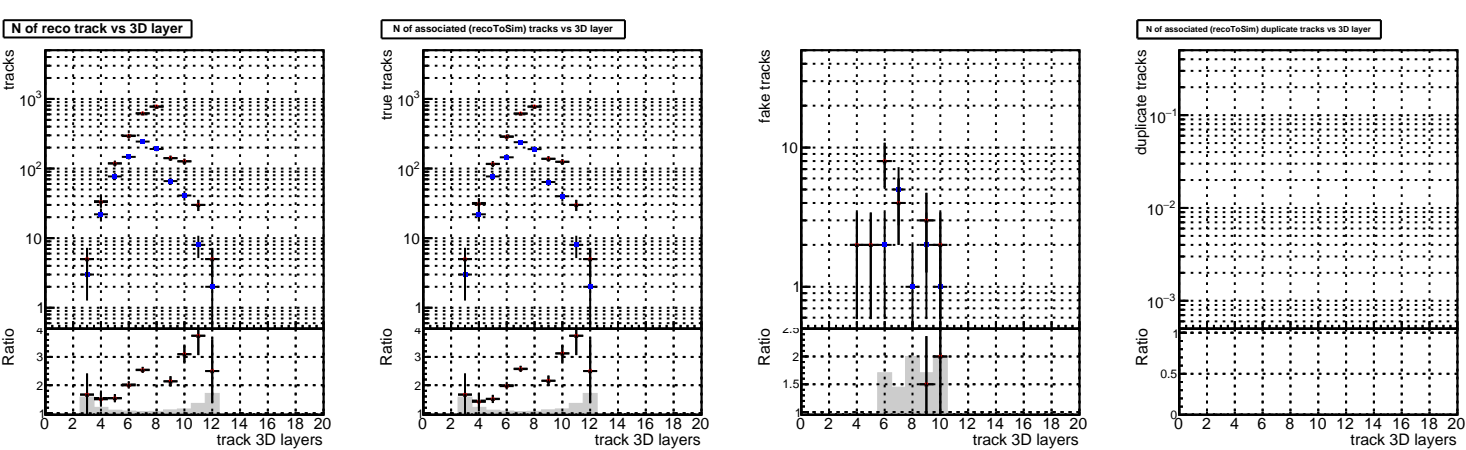 N of reco track vs 3D layer
tracks
10³
10²
10
1
Ratio
4
3
2
1
0 2 4 6 8 10 12 14 16 18 20
track 3D layers
N of associated (recoToSim) tracks vs 3D layer
true tracks
10³
10²
10
1
Ratio
4
3
2
1
0 2 4 6 8 10 12 14 16 18 20
track 3D layers
fake tracks
10
1
Ratio
2.5
2
1.5
1
0 2 4 6 8 10 12 14 16 18 20
track 3D layers
N of associated (recoToSim) duplicate tracks vs 3D layer
duplicate tracks
10⁻¹
10⁻²
10⁻³
Ratio
1
0.5
0
0 2 4 6 8 10 12 14 16 18 20
track 3D layers